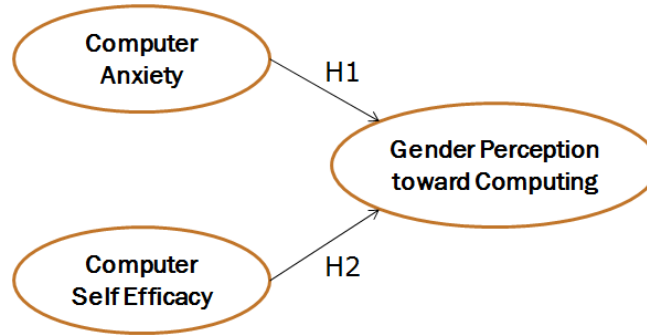 Computer
Anxiety
H1
Gender Perception
toward Computing
Computer
Self Efficacy
H2